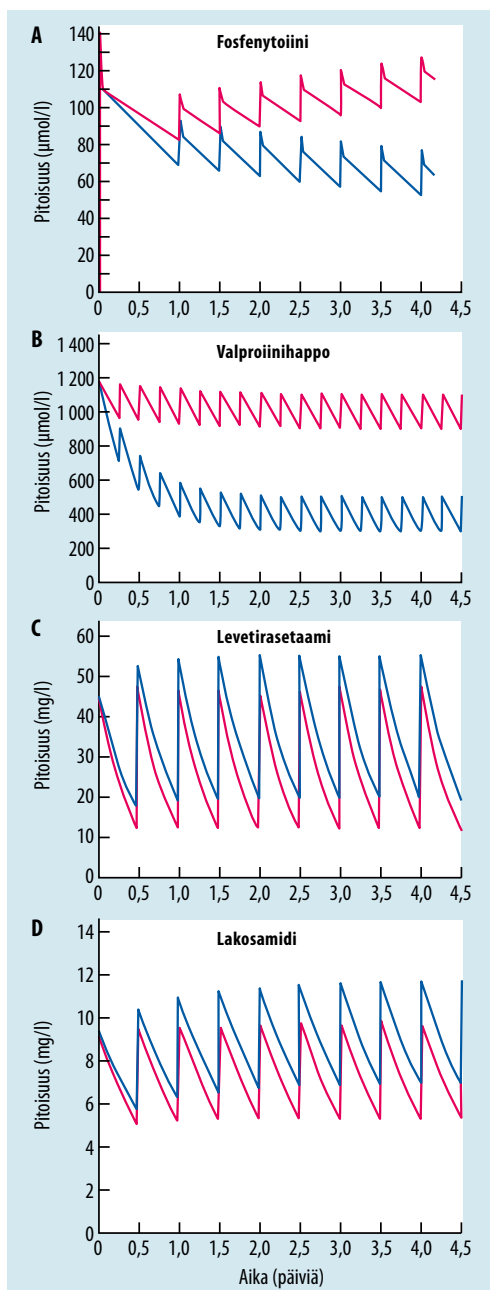 A
Fosfenytoiini
Pitoisuus (µmol/l)
140
120
100
80
60
40
20
0
0 0,5 1,0 1,5 2,0 2,5 3,0 3,5 4,0 4,5
B
Valproiinihappo
Pitoisuus (µmol/l)
1 400
1 200
1 000
800
600
400
200
0
0 0,5 1,0 1,5 2,0 2,5 3,0 3,5 4,0 4,5
C
Levetirasetaami
Pitoisuus (mg/l)
60
50
40
30
20
10
0
0 0,5 1,0 1,5 2,0 2,5 3,0 3,5 4,0 4,5
D
Lakosamidi
Pitoisuus (mg/l)
14
12
10
8
6
4
2
0
0 0,5 1,0 1,5 2,0 2,5 3,0 3,5 4,0 4,5
Aika (päiviä)